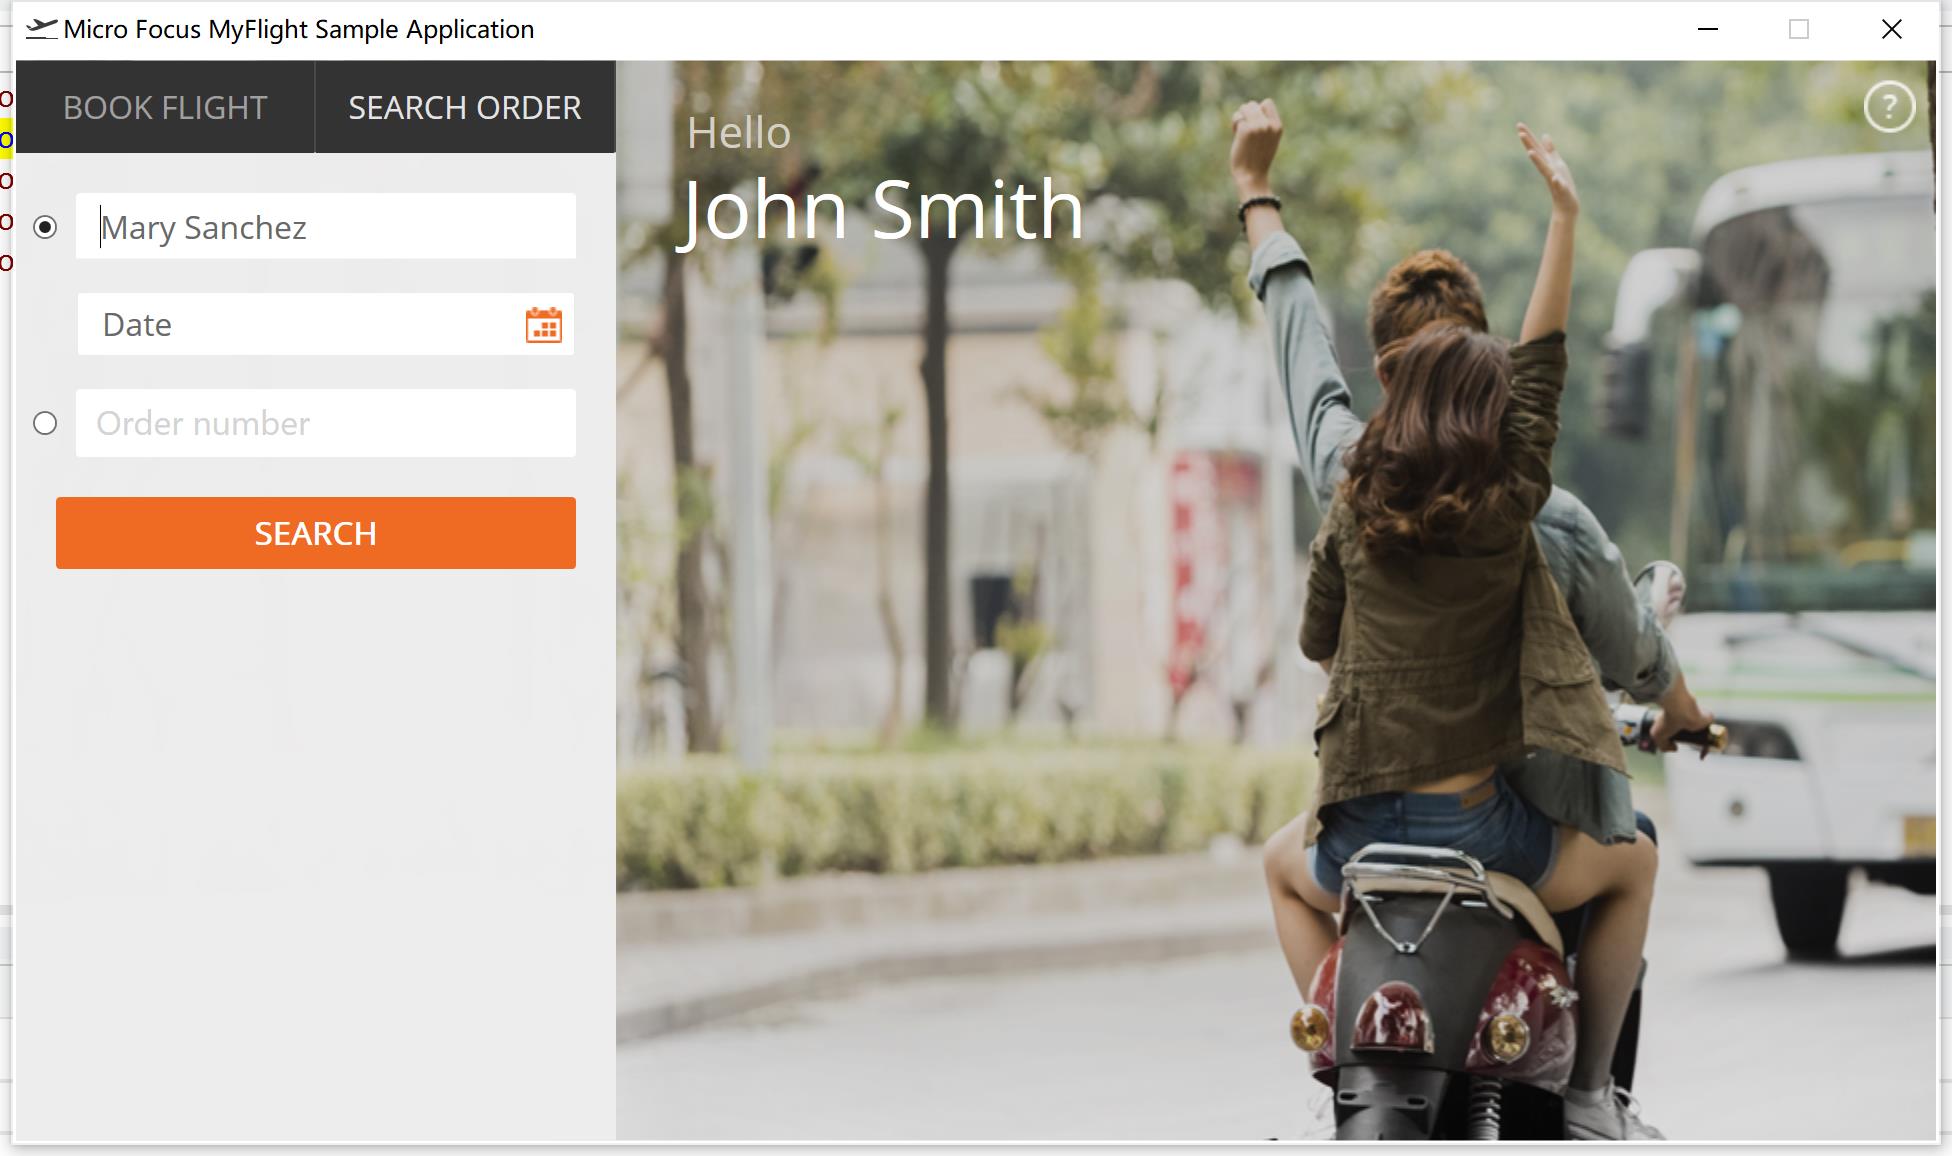 Micro Focus MyFlight Sample Application
BOOK FLIGHT
SEARCH ORDER
Mary Sanchez
Date
Order number
SEARCH
Hello
John Smith
?